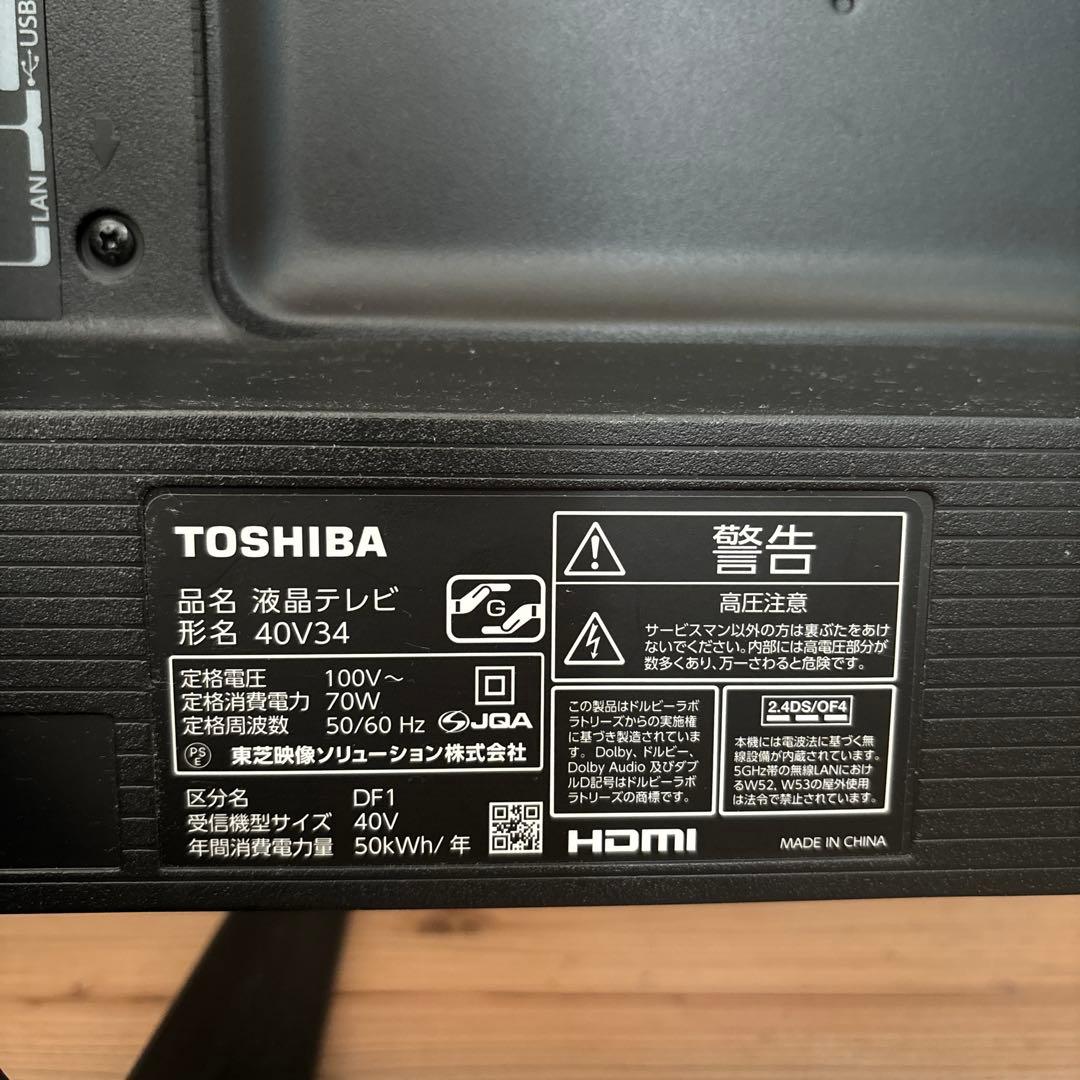 USB
LAN
TOSHIBA
品名 液晶テレビ
形名 40V34
G
定格電圧 100V～
定格消費電力 70W
定格周波数 50/60 Hz
JQA
PS
E
東芝映像ソリューション株式会社
区分名 DF1
受信機型サイズ 40V
年間消費電力量 50kWh/年
警告
高圧注意
サービスマン以外の方は裏ぶたをあけ
ないでください。内部には高電圧部分が
数多くあり、万一さわると危険です。
この製品はドルビーラボ
ラトリーズからの実施権
に基づき製造されていま
す。Dolby、ドルビー、
Dolby Audio 及びダブ
ルD記号はドルビーラボ
ラトリーズの商標です。
2.4DS/OF4
本機には電波法に基づく無
線設備が内蔵されています。
5GHz帯の無線LANにおけ
るW52、W53の屋外使用
は法令で禁止されています。
HDMI
MADE IN CHINA